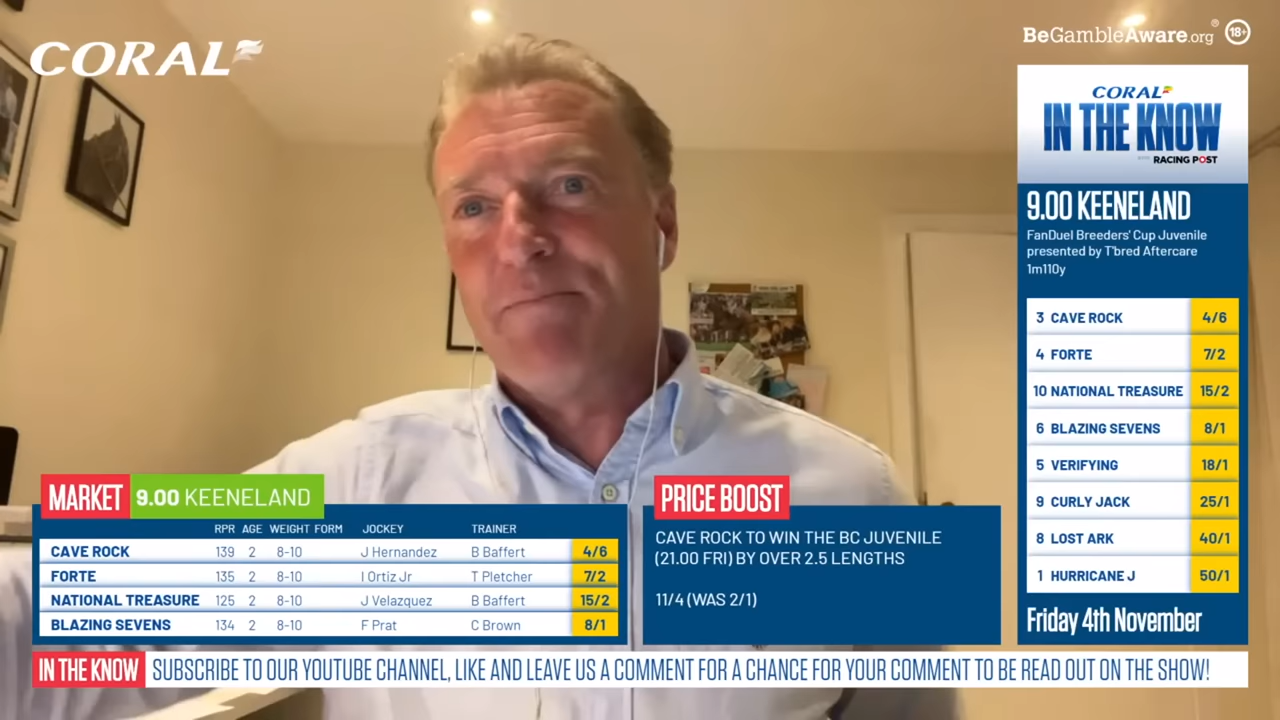 CORAL
BeGambleAware.org® 18+
CORAL
IN THE KNOW
WITH RACING POST
9.00 KEENELAND
FanDuel Breeders' Cup Juvenile
presented by T'bred Aftercare
1m110y
3 CAVE ROCK 4/6
4 FORTE 7/2
10 NATIONAL TREASURE 15/2
6 BLAZING SEVENS 8/1
5 VERIFYING 18/1
9 CURLY JACK 25/1
8 LOST ARK 40/1
1 HURRICANE J 50/1
Friday 4th November
MARKET 9.00 KEENELAND
RPR AGE WEIGHT FORM JOCKEY TRAINER
CAVE ROCK 139 2 8-10 J Hernandez B Baffert 4/6
FORTE 135 2 8-10 I Ortiz Jr T Pletcher 7/2
NATIONAL TREASURE 125 2 8-10 J Velazquez B Baffert 15/2
BLAZING SEVENS 134 2 8-10 F Prat C Brown 8/1
PRICE BOOST
CAVE ROCK TO WIN THE BC JUVENILE
(21.00 FRI) BY OVER 2.5 LENGTHS
11/4 (WAS 2/1)
IN THE KNOW SUBSCRIBE TO OUR YOUTUBE CHANNEL, LIKE AND LEAVE US A COMMENT FOR A CHANCE FOR YOUR COMMENT TO BE READ OUT ON THE SHOW!